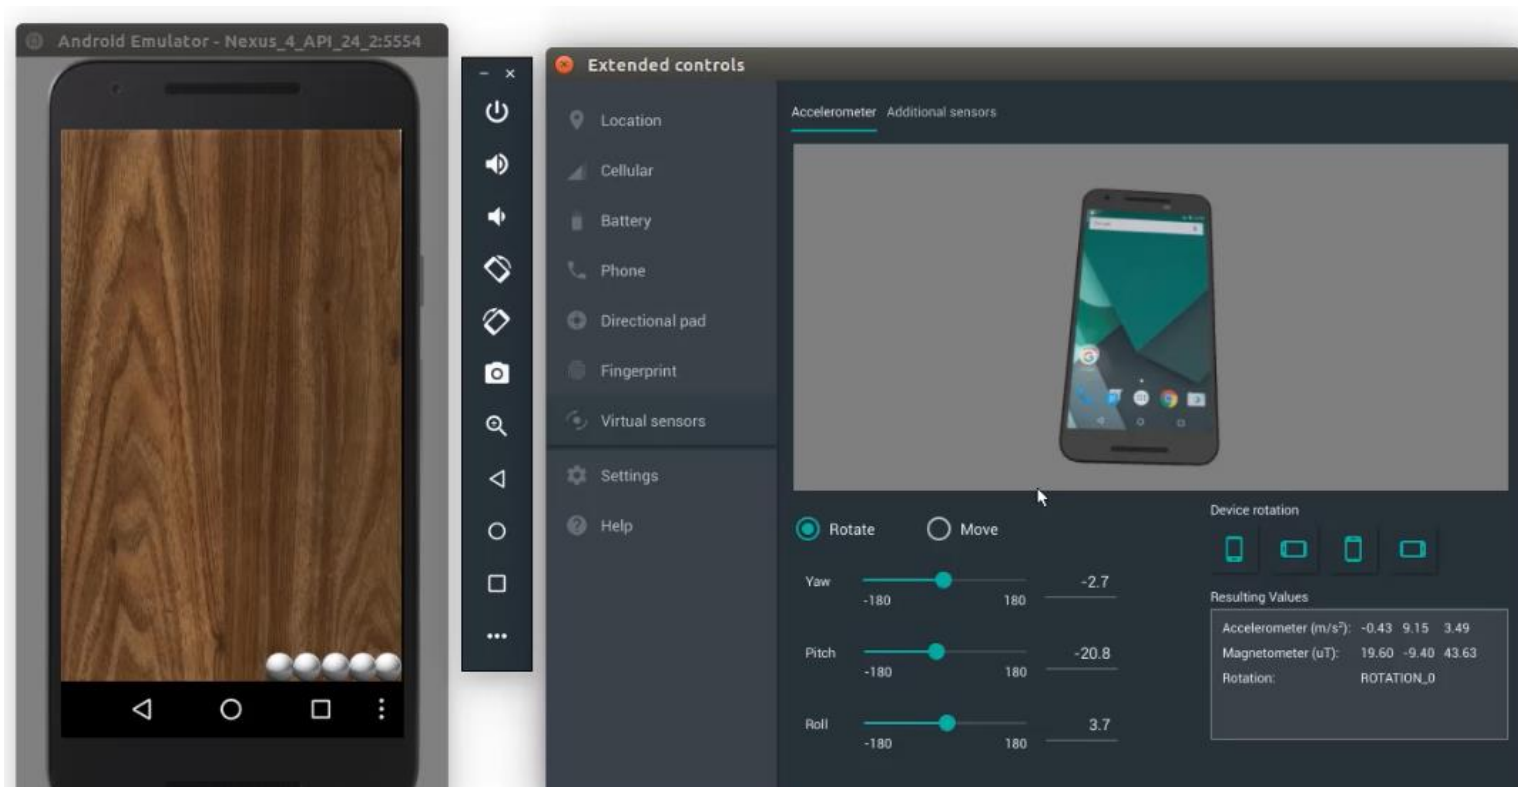 Android Emulator - Nexus_4_API_24_2:5554
Extended controls
Location
Cellular
Battery
Phone
Directional pad
Fingerprint
Virtual sensors
Settings
Help
Accelerometer Additional sensors
Rotate Move
Yaw -2.7
-180 180
Pitch -20.8
-180 180
Roll 3.7
-180 180
Device rotation
Resulting Values
Accelerometer (m/s²): -0.43 9.15 3.49
Magnetometer (uT): 19.60 -9.40 43.63
Rotation: ROTATION_0